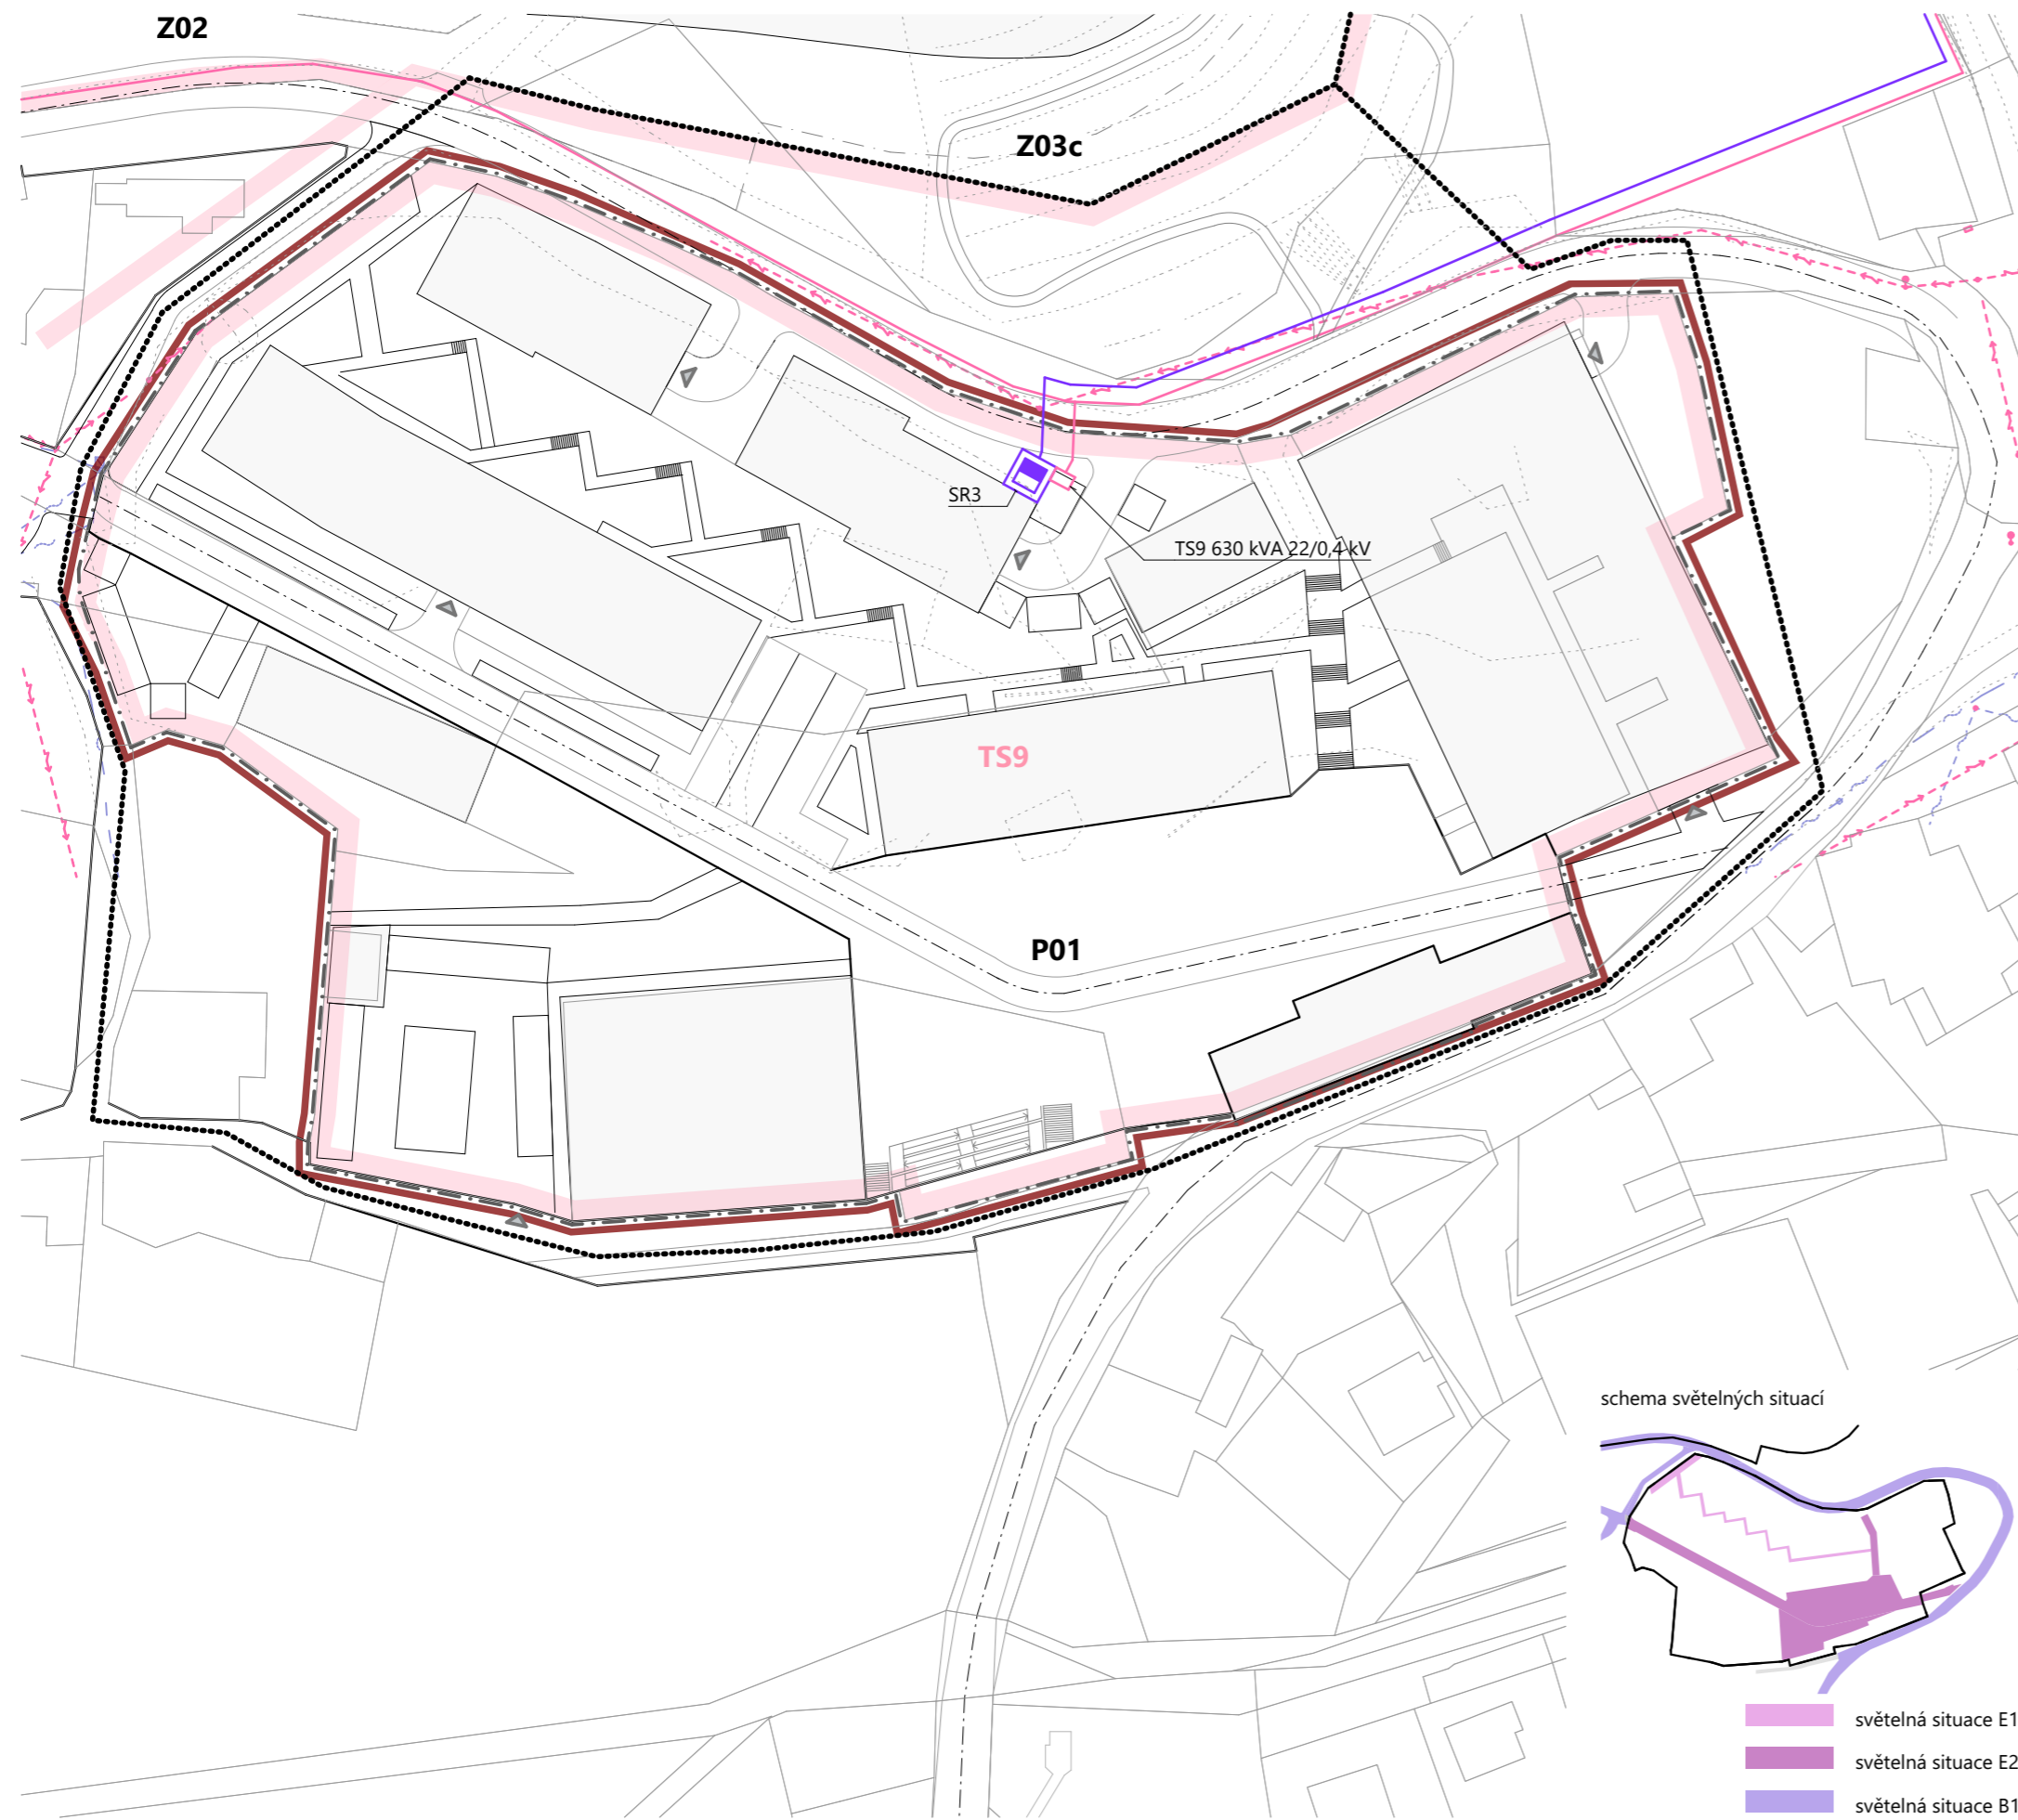 Z02
Z03c
SR3
TS9 630 kVA 22/0,4 kV
TS9
P01
schema světelných situací
světelná situace E1
světelná situace E2
světelná situace B1